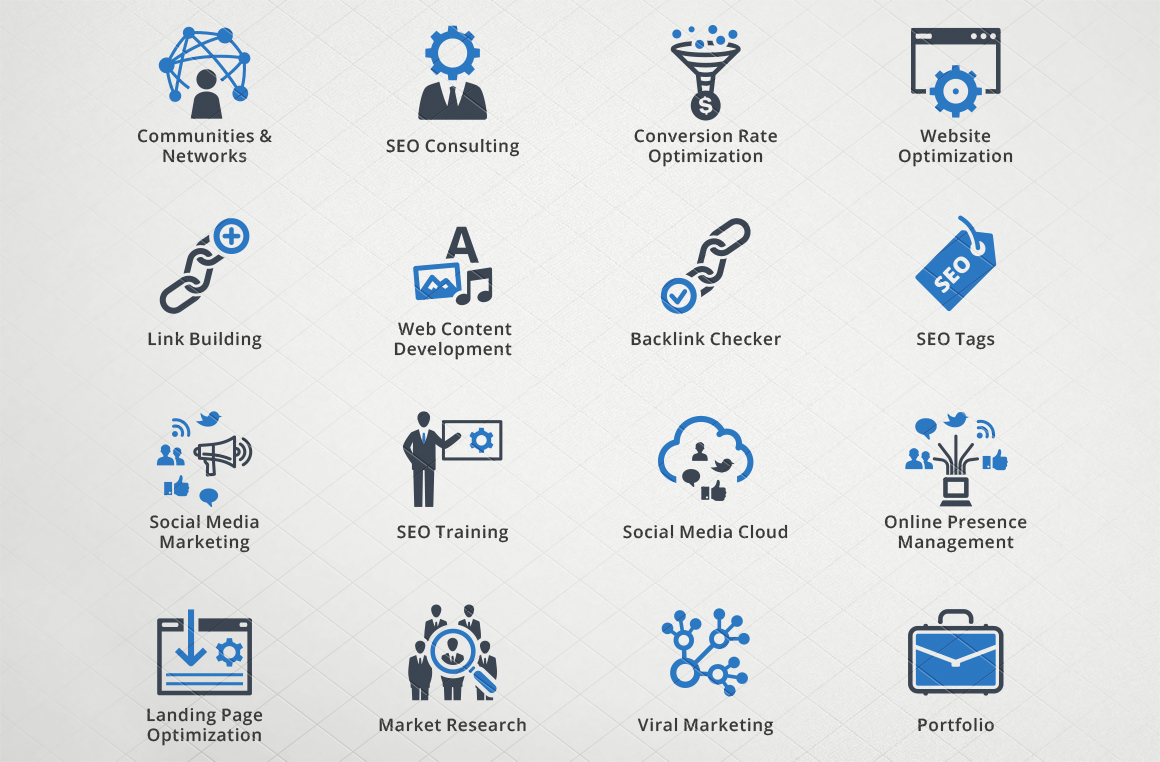 Communities &
Networks
SEO Consulting
$
Conversion Rate
Optimization
Website
Optimization
Link Building
A
Web Content
Development
Backlink Checker
SEO
SEO Tags
Social Media
Marketing
SEO Training
Social Media Cloud
Online Presence
Management
Landing Page
Optimization
Market Research
Viral Marketing
Portfolio